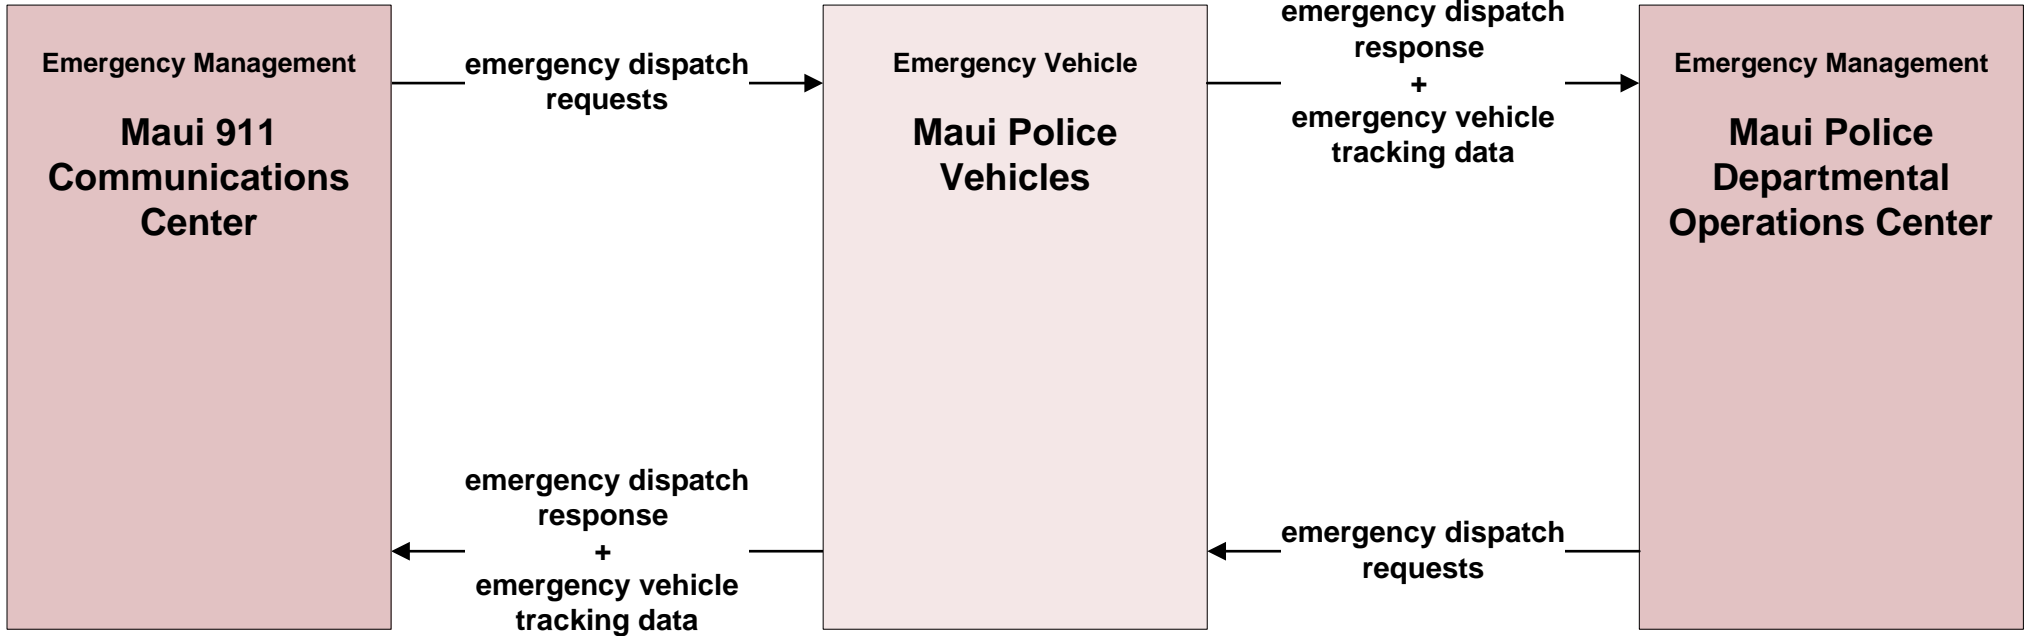 Emergency Management
Maui 911
Communications
Center
emergency dispatch
requests
Emergency Vehicle
Maui Police
Vehicles
emergency dispatch
response
+
emergency vehicle
tracking data
Emergency Management
Maui Police
Departmental
Operations Center
emergency dispatch
response
+
emergency vehicle
tracking data
emergency dispatch
requests